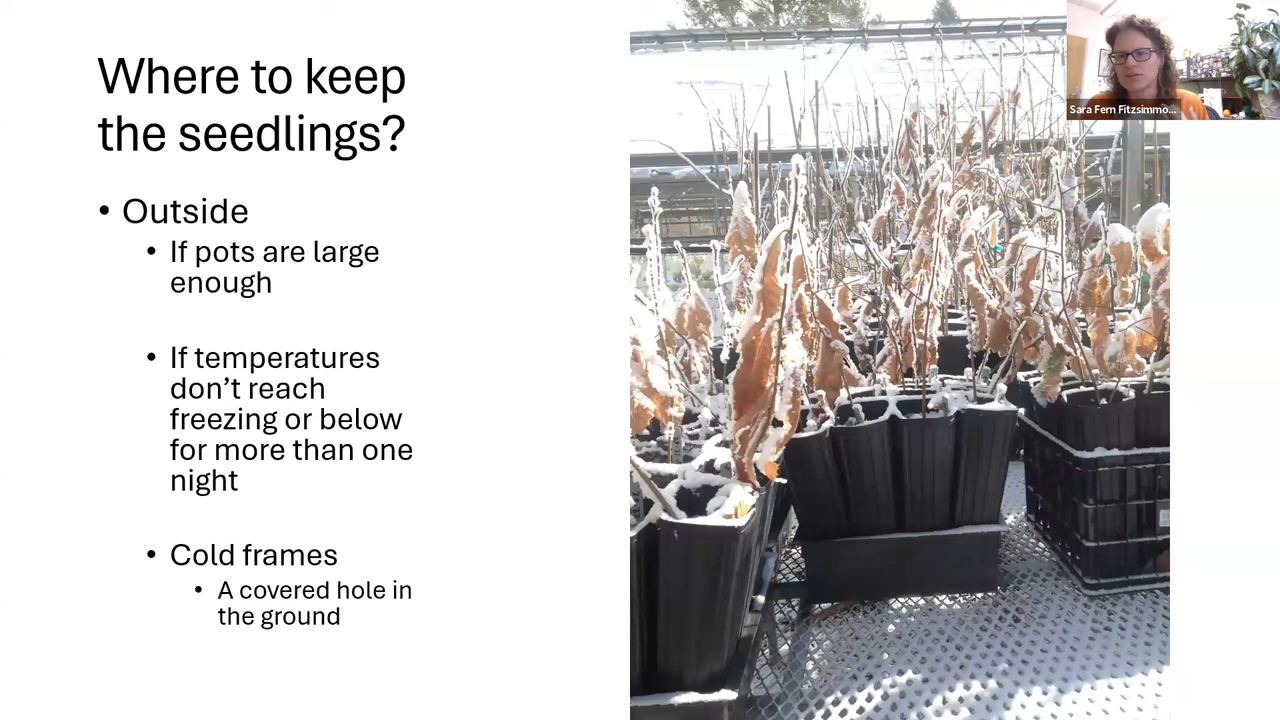 Where to keep
the seedlings?
• Outside
• If pots are large
enough
• If temperatures
don’t reach
freezing or below
for more than one
night
• Cold frames
• A covered hole in
the ground
Sara Fern Fitzsimmo...